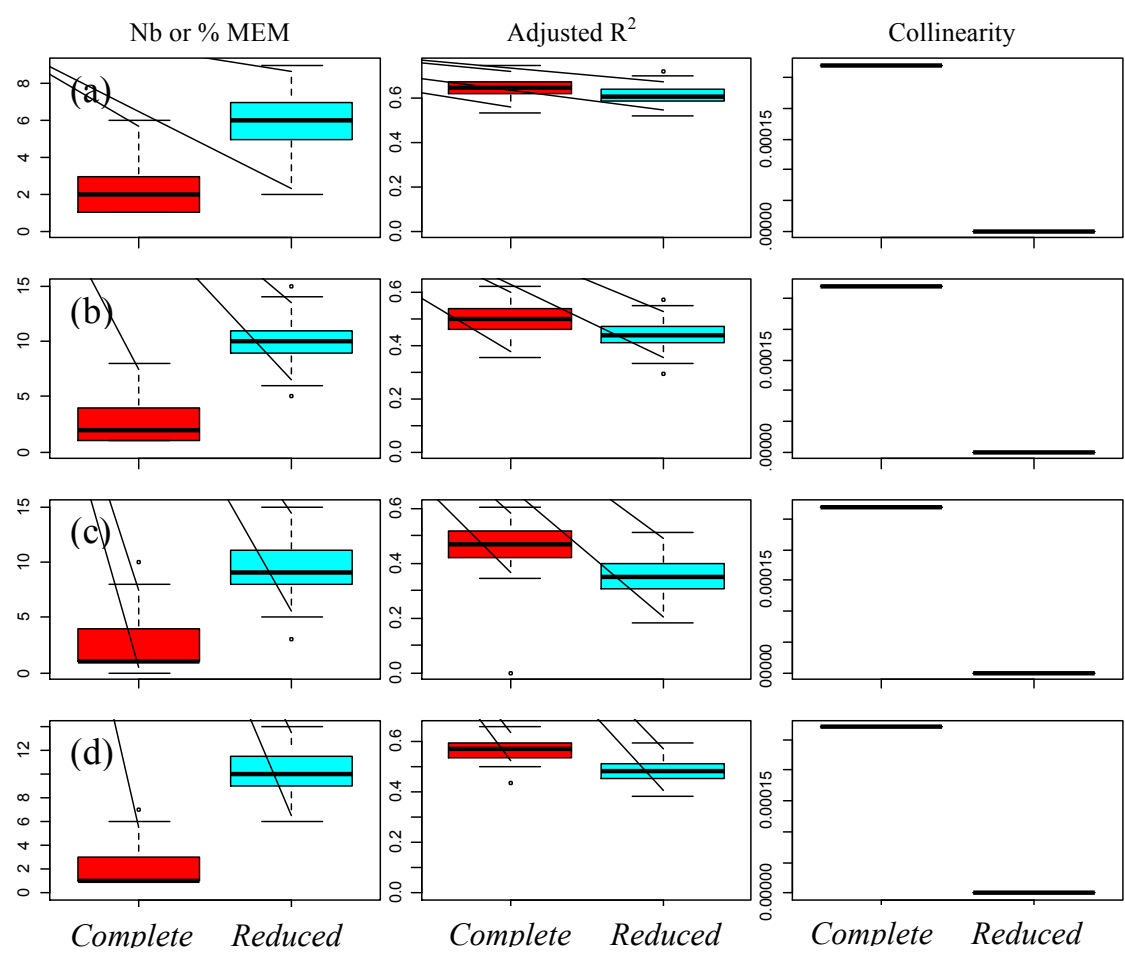 Nb or % MEM
Adjusted R²
Collinearity
(a)
0 2 4 6 8
0.0 0.2 0.4 0.6
.00000 0.00015
(b)
0 5 10 15
0.0 0.2 0.4 0.6
.00000 0.00015
(c)
0 5 10 15
0.0 0.2 0.4 0.6
00000 0.00015
(d)
0 2 4 6 8 12
0.0 0.2 0.4 0.6
0.00000 0.00015
Complete Reduced
Complete Reduced
Complete Reduced